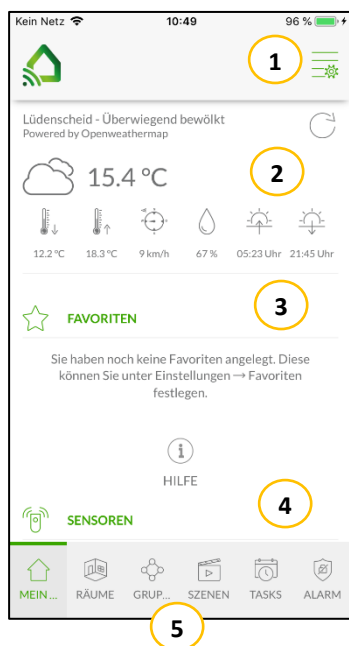 Kein Netz 10:49 96 %
1
Lüdenscheid - Überwiegend bewölkt
Powered by Openweathermap
15.4 °C
2
12.2 °C 18.3 °C 9 km/h 67 % 05:23 Uhr 21:45 Uhr
3
FAVORITEN
Sie haben noch keine Favoriten angelegt. Diese
können Sie unter Einstellungen → Favoriten
festlegen.
i
HILFE
4
SENSOREN
MEIN ... RÄUME GRUP... SZENEN TASKS ALARM
5